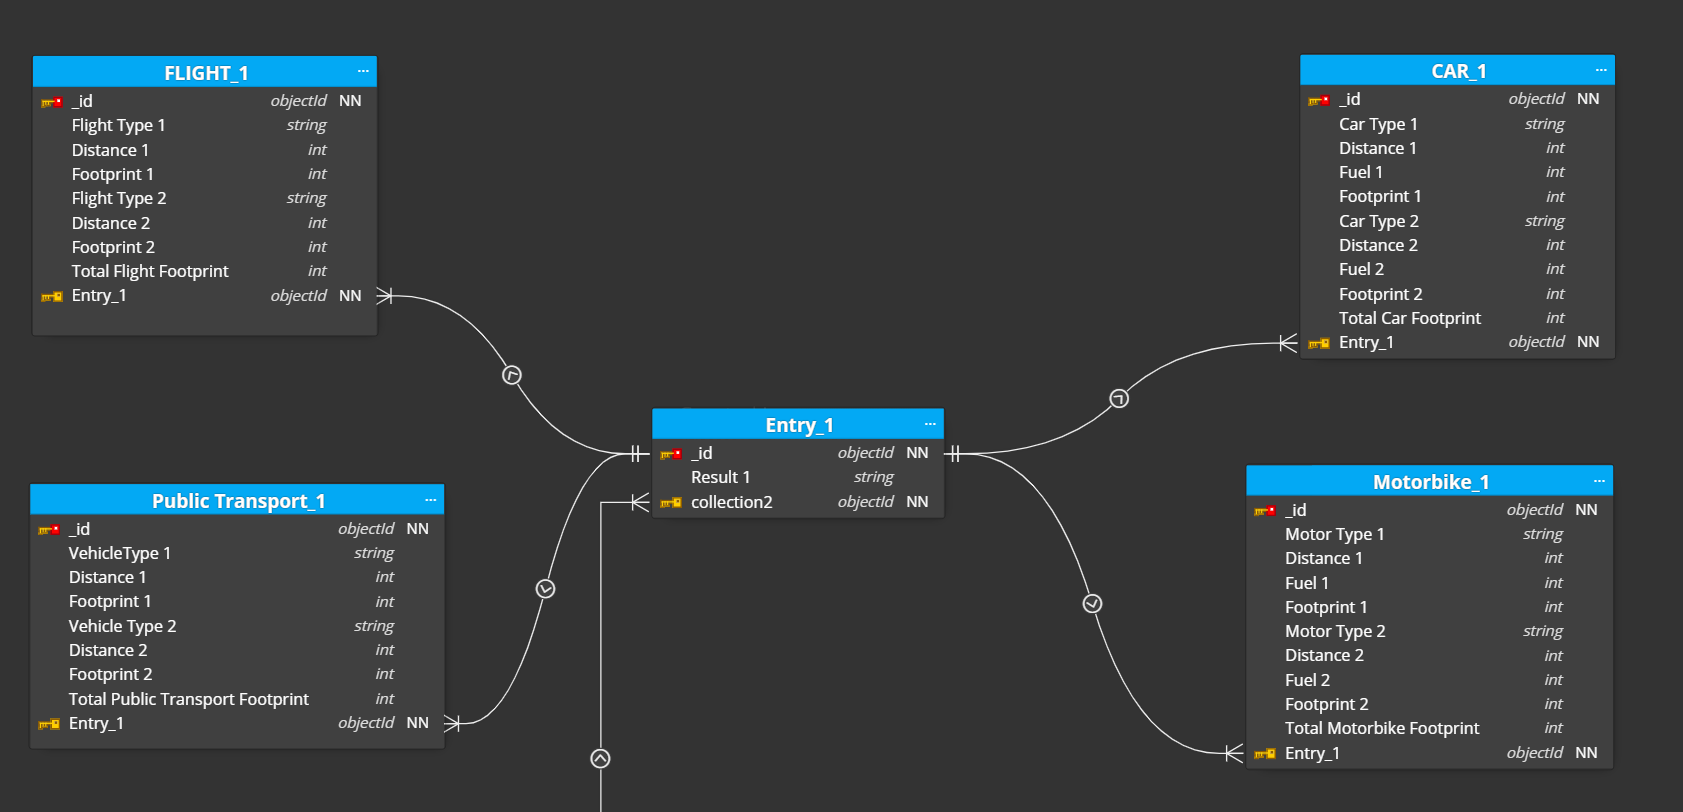 FLIGHT_1 ...
_id objectId NN
Flight Type 1 string
Distance 1 int
Footprint 1 int
Flight Type 2 string
Distance 2 int
Footprint 2 int
Total Flight Footprint int
Entry_1 objectId NN
CAR_1 ...
_id objectId NN
Car Type 1 string
Distance 1 int
Fuel 1 int
Footprint 1 int
Car Type 2 string
Distance 2 int
Fuel 2 int
Footprint 2 int
Total Car Footprint int
Entry_1 objectId NN
Entry_1 ...
_id objectId NN
Result 1 string
collection2 objectId NN
Public Transport_1 ...
_id objectId NN
VehicleType 1 string
Distance 1 int
Footprint 1 int
Vehicle Type 2 string
Distance 2 int
Footprint 2 int
Total Public Transport Footprint int
Entry_1 objectId NN
Motorbike_1 ...
_id objectId NN
Motor Type 1 string
Distance 1 int
Fuel 1 int
Footprint 1 int
Motor Type 2 string
Distance 2 int
Fuel 2 int
Footprint 2 int
Total Motorbike Footprint int
Entry_1 objectId NN